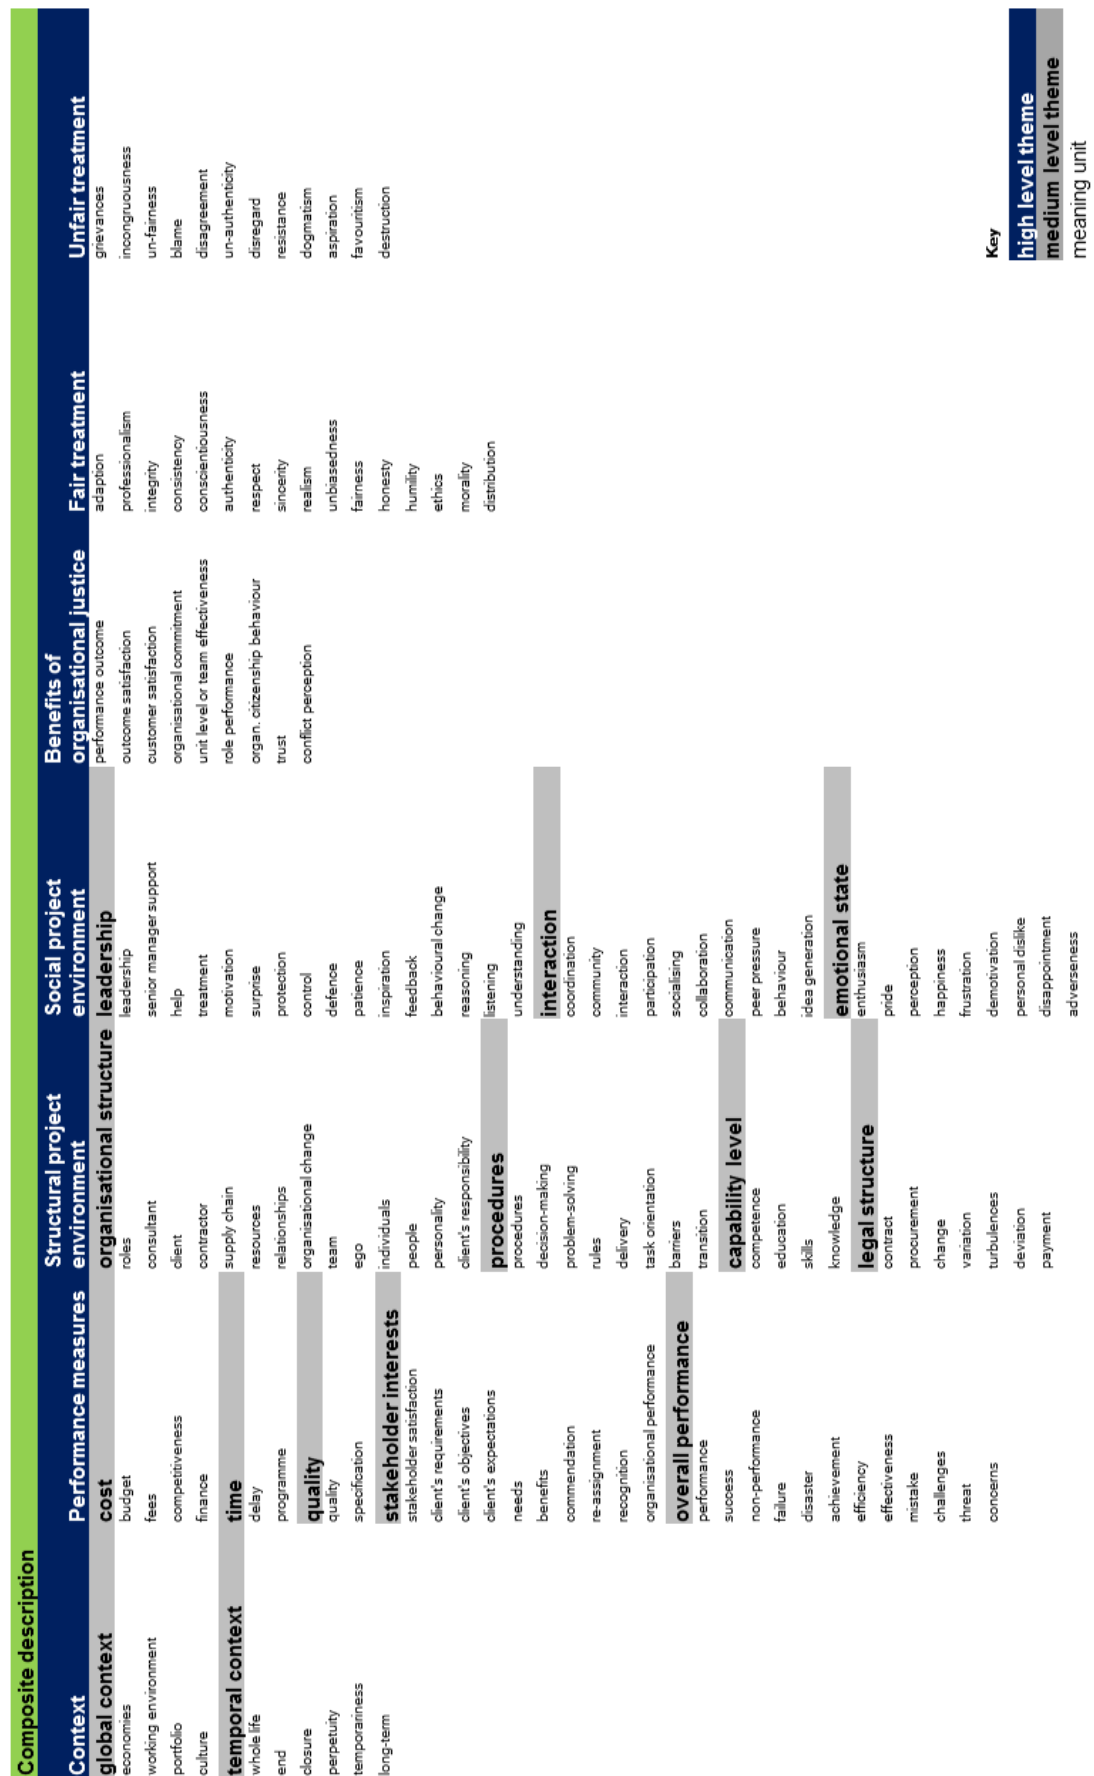 Composite description
Context
global context
economies
working environment
portfolio
culture
temporal context
whole life
end
closure
perpetuity
temporariness
long-term
Performance measures
cost
budget
fees
competitiveness
finance
time
delay
programme
quality
quality
specification
stakeholder interests
stakeholder satisfaction
client's requirements
client's objectives
client's expectations
needs
benefits
commendation
re-assignment
recognition
organisational performance
overall performance
performance
success
non-performance
failure
disaster
achievement
efficiency
effectiveness
mistake
challenges
threat
concerns
Structural project
environment
organisational structure
roles
consultant
client
contractor
supply chain
resources
relationships
organisational change
team
ego
individuals
people
personality
client's responsibility
procedures
procedures
decision-making
problem-solving
rules
delivery
task orientation
barriers
transition
capability level
competence
education
skills
knowledge
legal structure
contract
procurement
change
variation
turbulences
deviation
payment
Social project
environment
leadership
leadership
senior manager support
help
treatment
motivation
surprise
protection
control
defence
patience
inspiration
feedback
behavioural change
reasoning
listening
understanding
interaction
coordination
community
interaction
participation
socialising
collaboration
communication
peer pressure
behaviour
idea generation
emotional state
enthusiasm
pride
perception
happiness
frustration
demotivation
personal dislike
disappointment
adverseness
Benefits of
organisational justice
performance outcome
outcome satisfaction
customer satisfaction
organisational commitment
unit level or team effectiveness
role performance
organ. citizenship behaviour
trust
conflict perception
Fair treatment
adaption
professionalism
integrity
consistency
conscientiousness
authenticity
respect
sincerity
realism
unbiasedness
fairness
honesty
humility
ethics
morality
distribution
Unfair treatment
grievances
incongruousness
un-fairness
blame
disagreement
un-authenticity
disregard
resistance
dogmatism
aspiration
favouritism
destruction
Key
high level theme
medium level theme
meaning unit